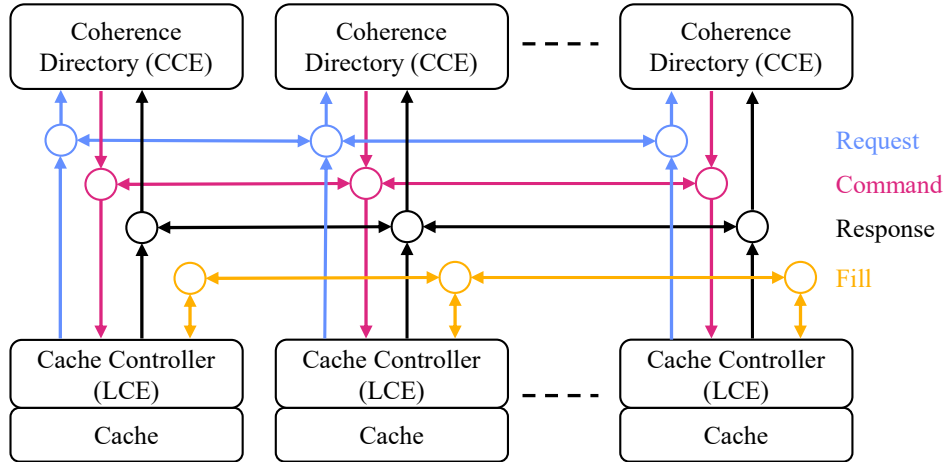 Coherence
Directory (CCE)
Coherence
Directory (CCE)
Coherence
Directory (CCE)
Request
Command
Response
Fill
Cache Controller
(LCE)
Cache
Cache Controller
(LCE)
Cache
Cache Controller
(LCE)
Cache